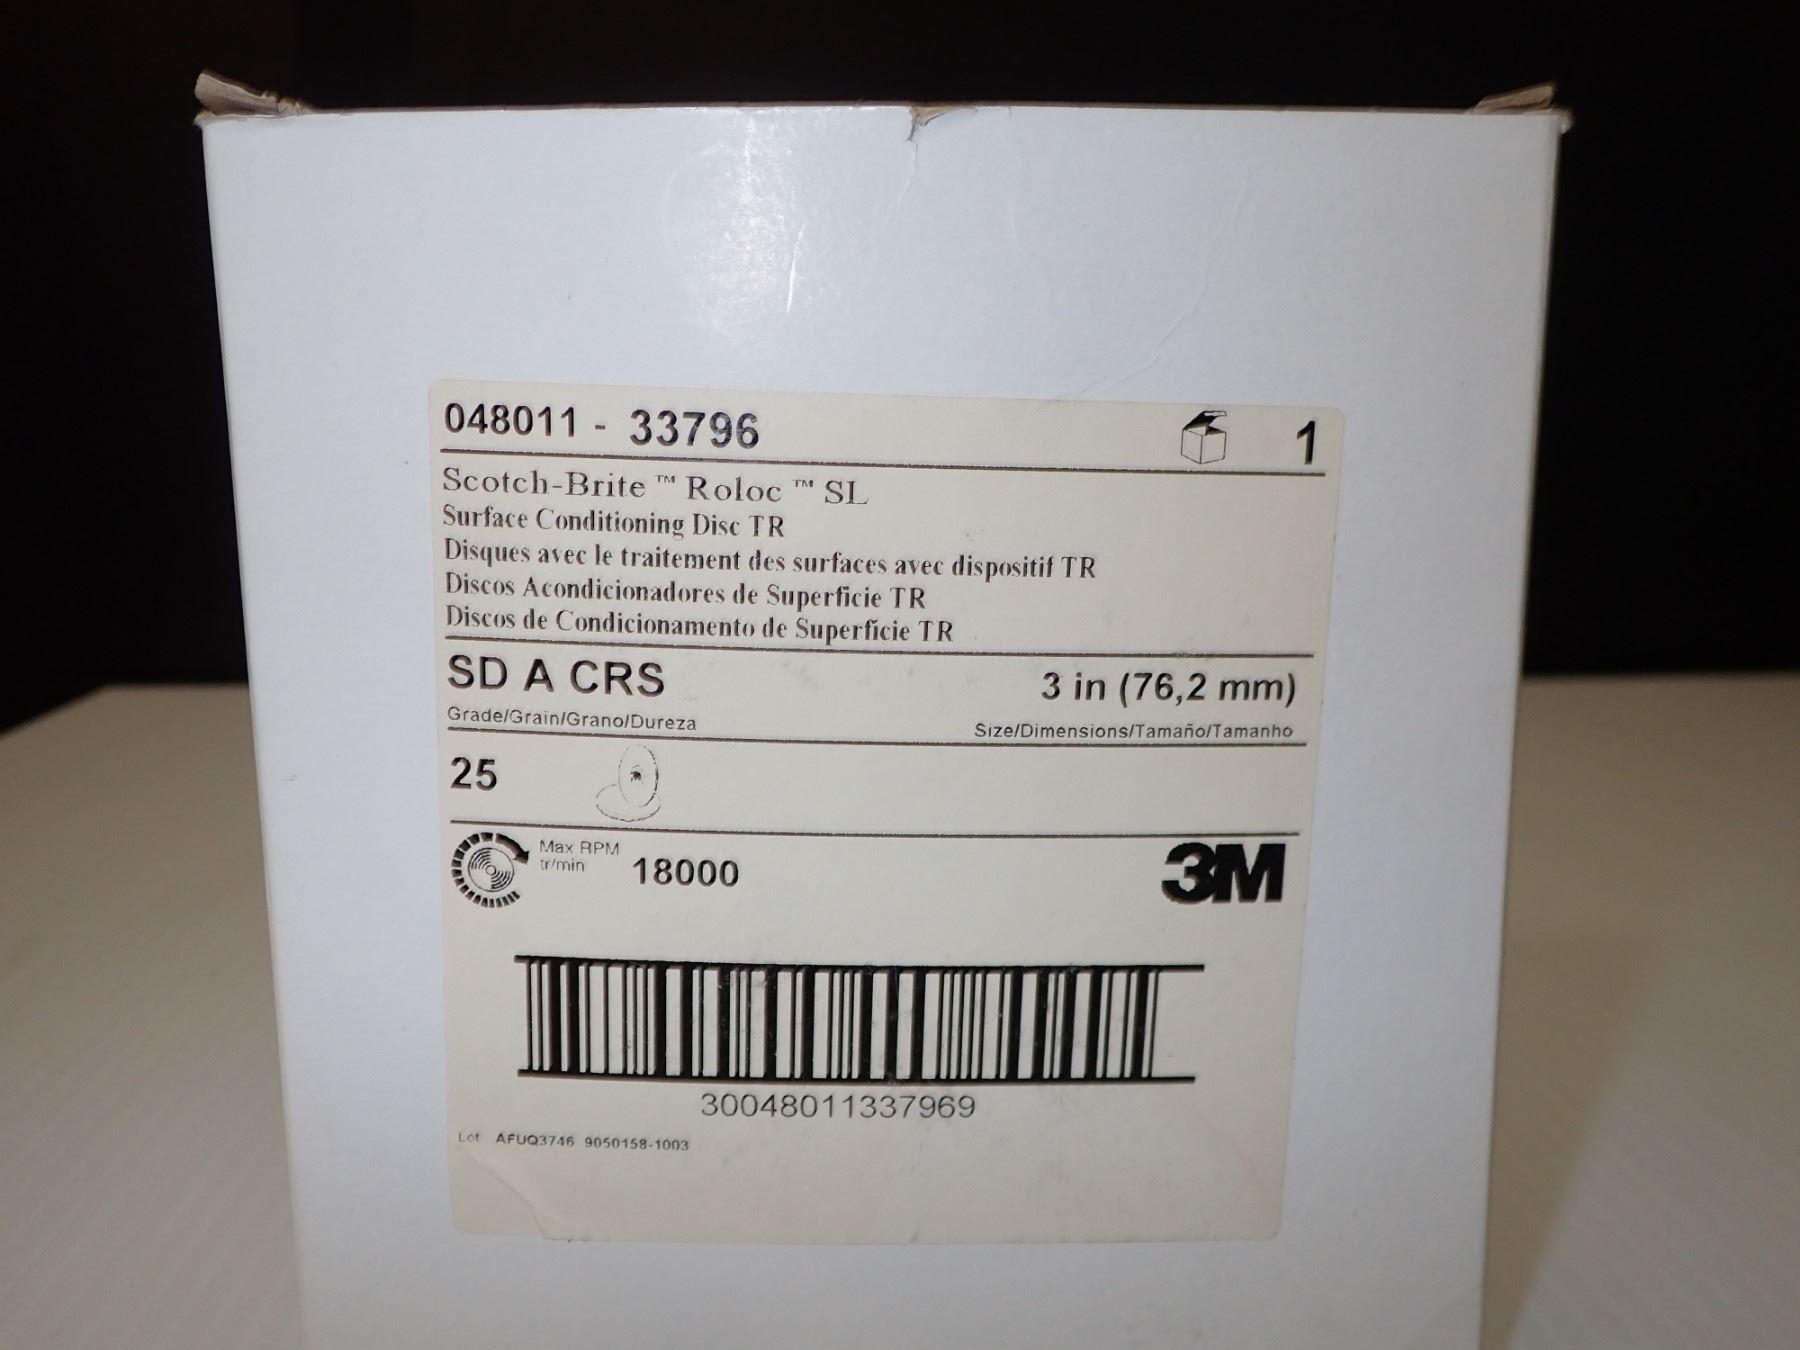 048011 - 33796 1
Scotch-Brite ™ Roloc ™ SL
Surface Conditioning Disc TR
Disques avec le traitement des surfaces avec dispositif TR
Discos Acondicionadores de Superficie TR
Discos de Condicionamento de Superfície TR
SD A CRS 3 in (76,2 mm)
Grade/Grain/Grano/Dureza Size/Dimensions/Tamaño/Tamanho
25
Max RPM
tr/min 18000 3M
30048011337969
Lot AFUQ3746 9050158-1003